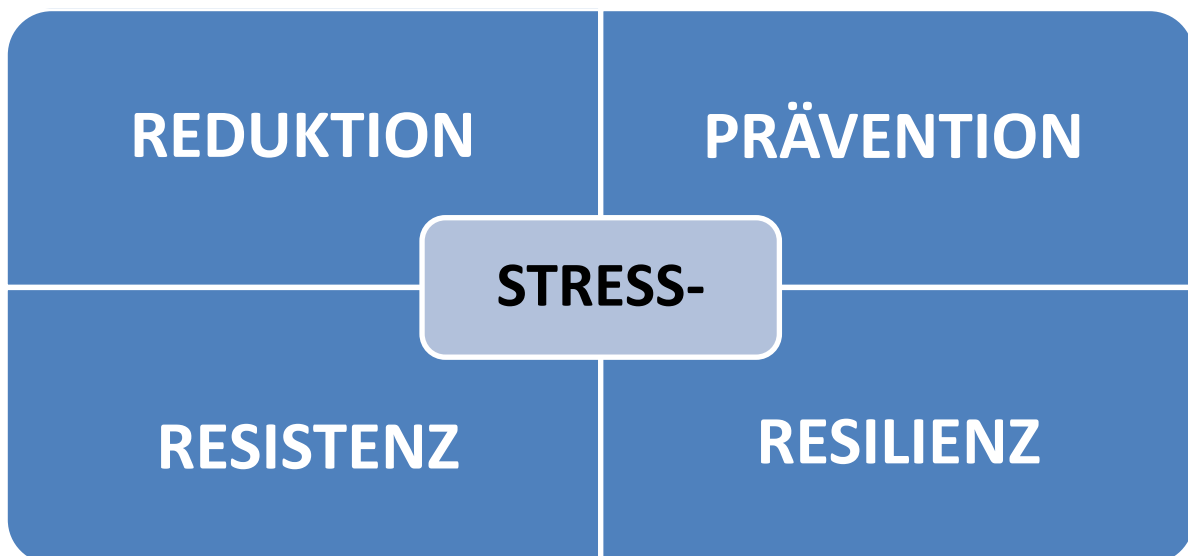 REDUKTION
PRÄVENTION
STRESS-
RESISTENZ
RESILIENZ